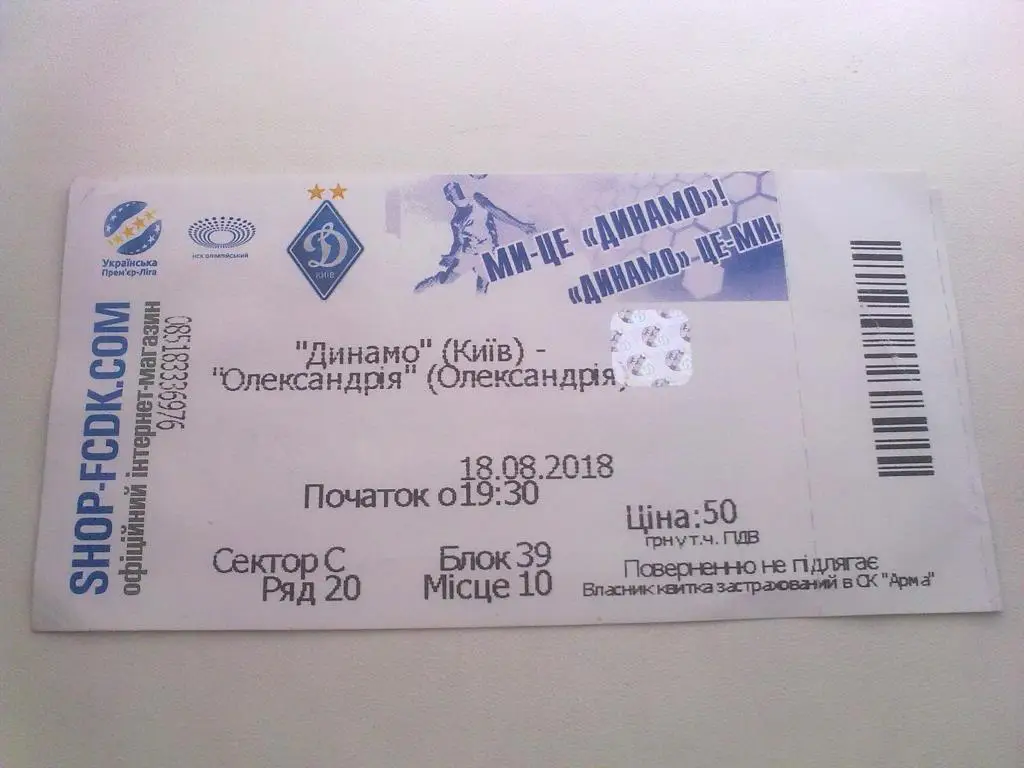 SHOP-FCDK.COM
офіційний інтернет-магазин
Українська
Прем'єр-Ліга
НСК ОЛІМПІЙСЬКИЙ
Д
КИЇВ
МИ-ЦЕ «ДИНАМО»!
«ДИНАМО»-ЦЕ-МИ!
"Динамо" (Київ) -
"Олександрія" (Олександрія)
18.08.2018
Початок о19:30
Ціна:50
грн у т.ч. ПДВ
Сектор С
Блок 39
Ряд 20
Місце 10
Поверненню не підлягає
Власник квитка застрахований в СК "Арма"